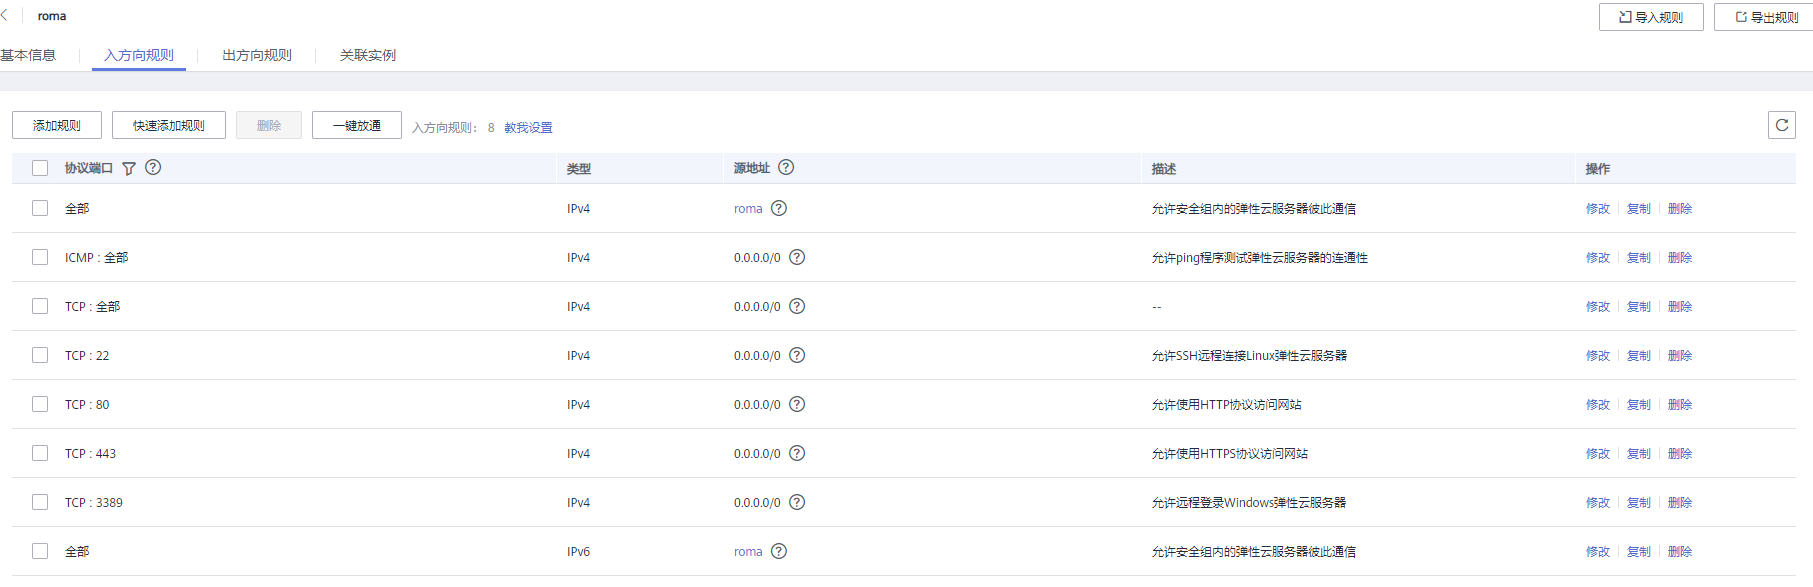 roma
导入规则 导出规则
基本信息 入方向规则 出方向规则 关联实例
添加规则 快速添加规则 删除 一键放通 入方向规则: 8 教我设置
协议端口 类型 源地址 描述 操作
全部 IPv4 roma 允许安全组内的弹性云服务器彼此通信 修改 复制 删除
ICMP : 全部 IPv4 0.0.0.0/0 允许ping程序测试弹性云服务器的连通性 修改 复制 删除
TCP : 全部 IPv4 0.0.0.0/0 -- 修改 复制 删除
TCP : 22 IPv4 0.0.0.0/0 允许SSH远程连接Linux弹性云服务器 修改 复制 删除
TCP : 80 IPv4 0.0.0.0/0 允许使用HTTP协议访问网站 修改 复制 删除
TCP : 443 IPv4 0.0.0.0/0 允许使用HTTPS协议访问网站 修改 复制 删除
TCP : 3389 IPv4 0.0.0.0/0 允许远程登录Windows弹性云服务器 修改 复制 删除
全部 IPv6 roma 允许安全组内的弹性云服务器彼此通信 修改 复制 删除